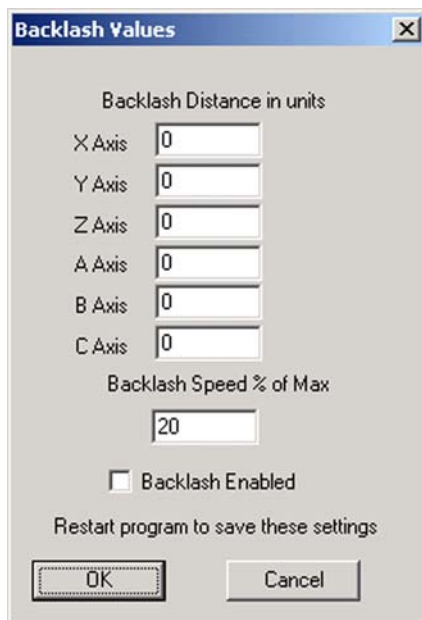 Backlash Values
Backlash Distance in units
X Axis 0
Y Axis 0
Z Axis 0
A Axis 0
B Axis 0
C Axis 0
Backlash Speed % of Max
20
Backlash Enabled
Restart program to save these settings
OK Cancel